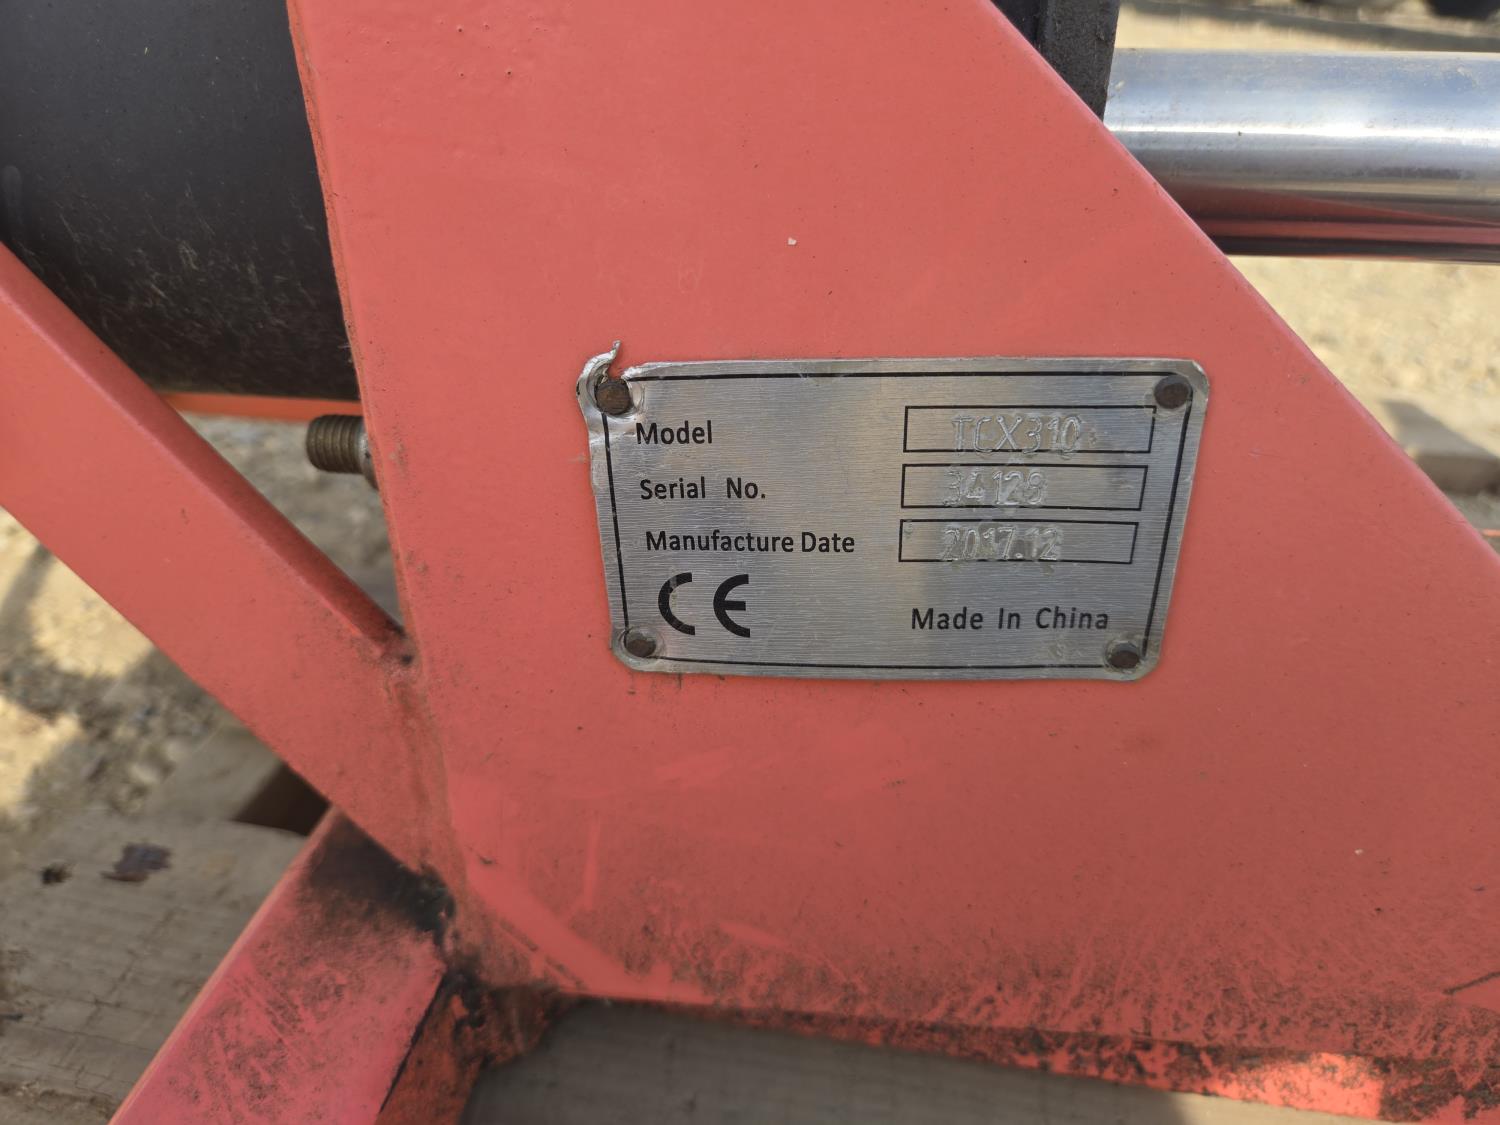 Model TCX310
Serial No. 34128
Manufacture Date 2017.12
CE Made In China